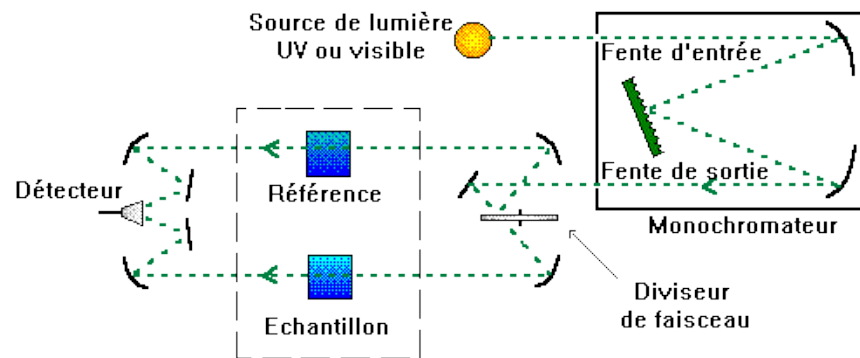 Source de lumière
UV ou visible
Fente d'entrée
Fente de sortie
Monochromateur
Détecteur
Référence
Echantillon
Diviseur
de faisceau